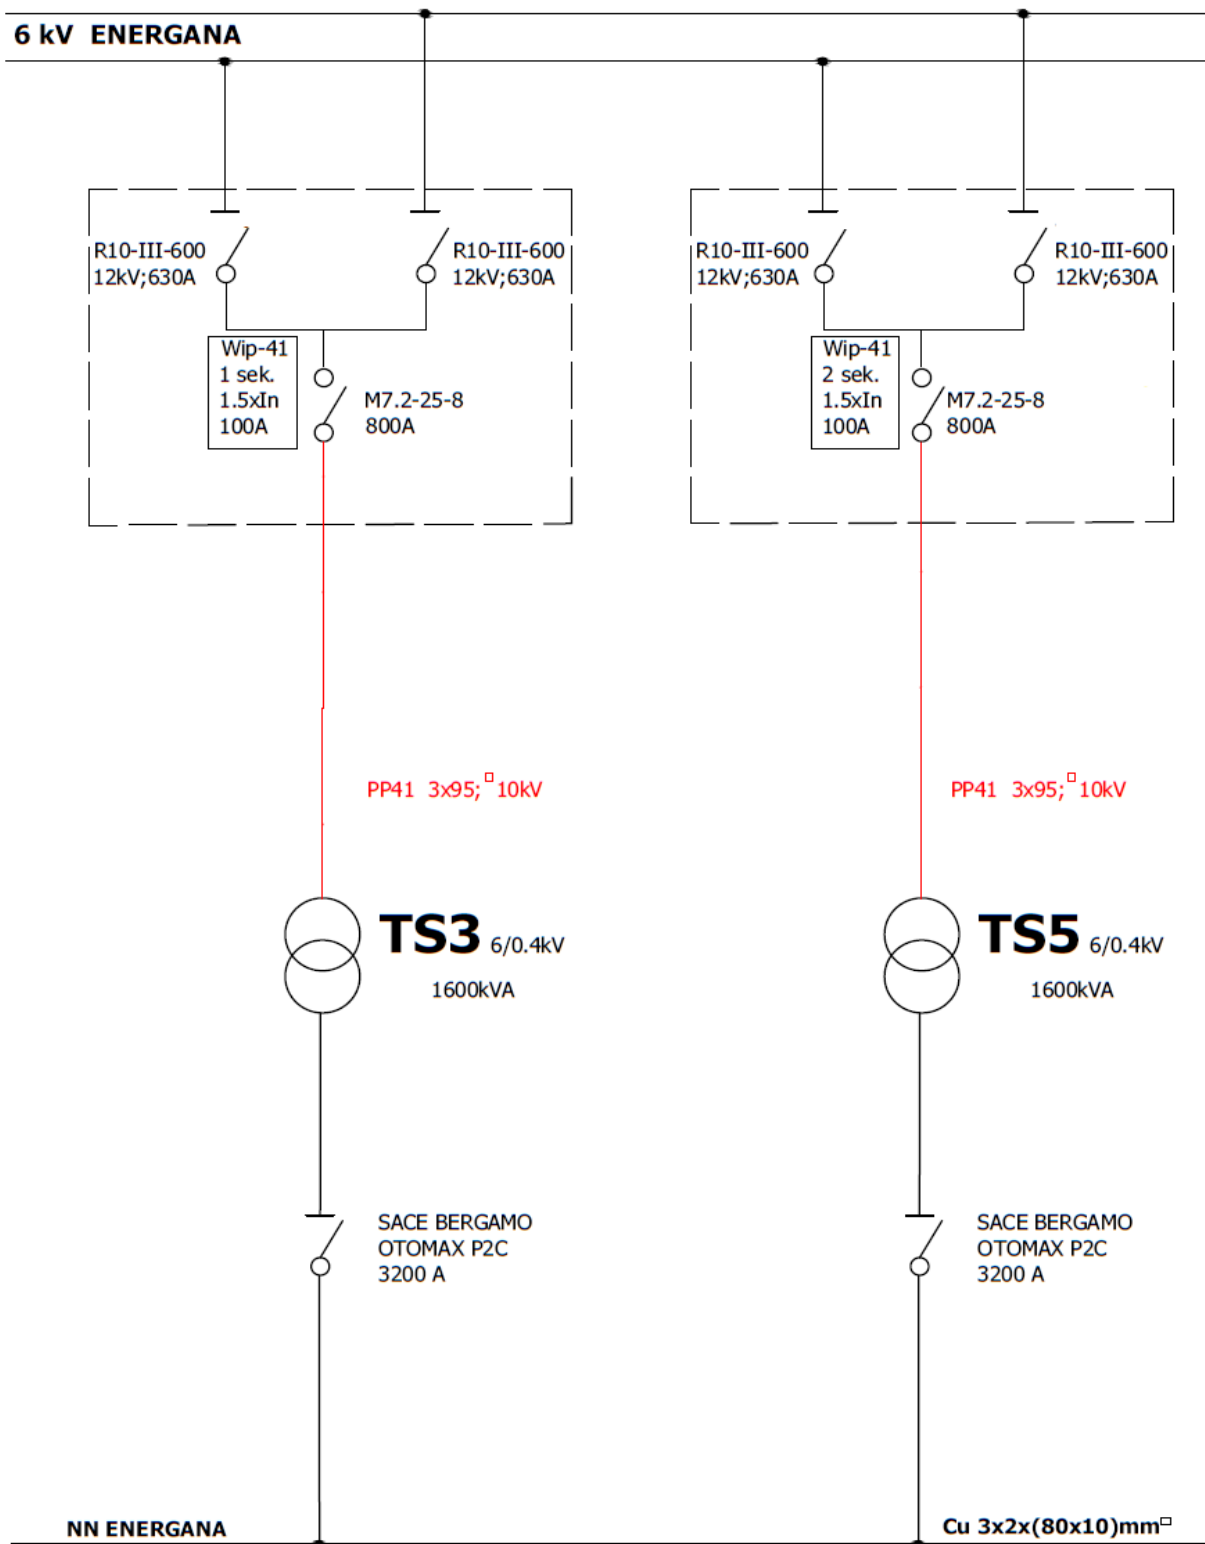 6 kV ENERGANA
R10-III-600
12kV;630A
R10-III-600
12kV;630A
Wip-41
1 sek.
1.5xIn
100A
M7.2-25-8
800A
R10-III-600
12kV;630A
R10-III-600
12kV;630A
Wip-41
2 sek.
1.5xIn
100A
M7.2-25-8
800A
PP41 3x95;□10kV
PP41 3x95;□10kV
TS3 6/0.4kV
1600kVA
TS5 6/0.4kV
1600kVA
SACE BERGAMO
OTOMAX P2C
3200 A
SACE BERGAMO
OTOMAX P2C
3200 A
NN ENERGANA
Cu 3x2x(80x10)mm□